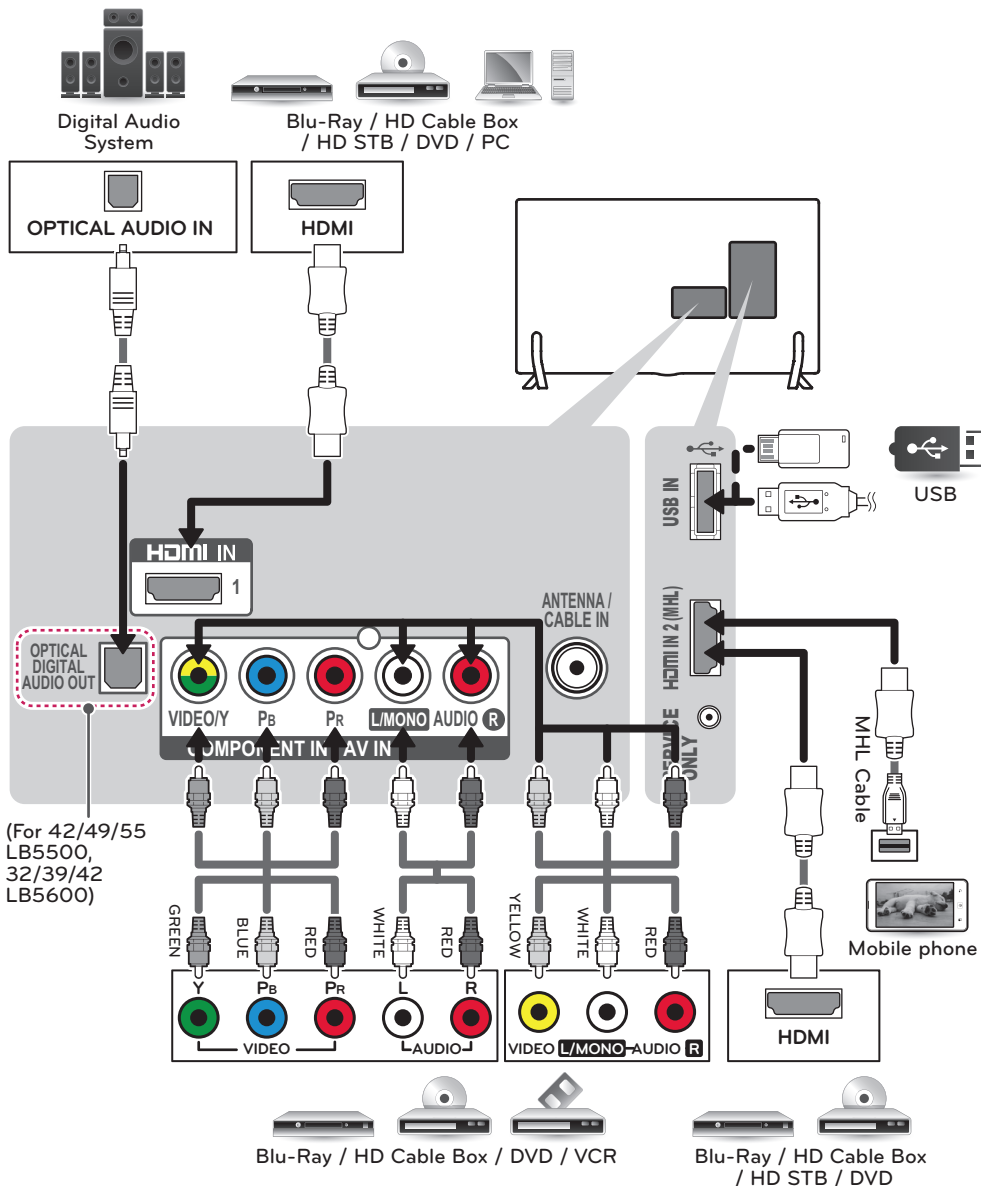 Digital Audio
System
Blu-Ray / HD Cable Box
/ HD STB / DVD / PC
OPTICAL AUDIO IN
HDMI
USB IN
USB
HDMI IN
1
ANTENNA /
CABLE IN
HDMI IN 2 (MHL)
OPTICAL
DIGITAL
AUDIO OUT
VIDEO/Y
PB
PR
L/MONO
AUDIO
R
COMPONENT IN / AV IN
SERVICE
ONLY
MHL Cable
(For 42/49/55
LB5500,
32/39/42
LB5600)
GREEN
BLUE
RED
WHITE
RED
YELLOW
WHITE
RED
Mobile phone
Y
PB
PR
L
R
VIDEO
AUDIO
VIDEO
L/MONO
AUDIO
R
HDMI
Blu-Ray / HD Cable Box / DVD / VCR
Blu-Ray / HD Cable Box
/ HD STB / DVD